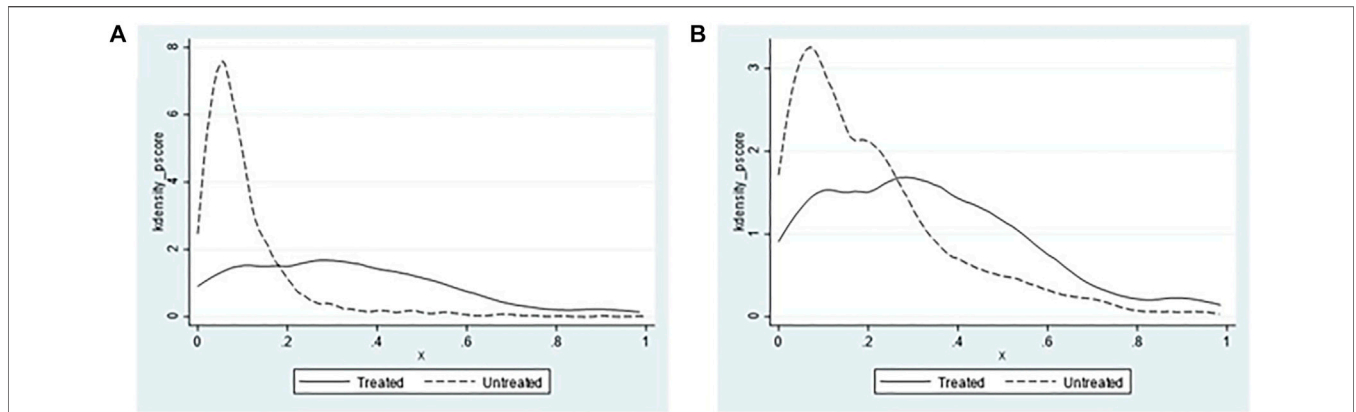 A
kdensity_pscore
8
6
4
2
0
0 .2 .4 .6 .8 1
x
Treated Untreated
B
kdensity_pscore
3
2
1
0
0 .2 .4 .6 .8 1
x
Treated Untreated